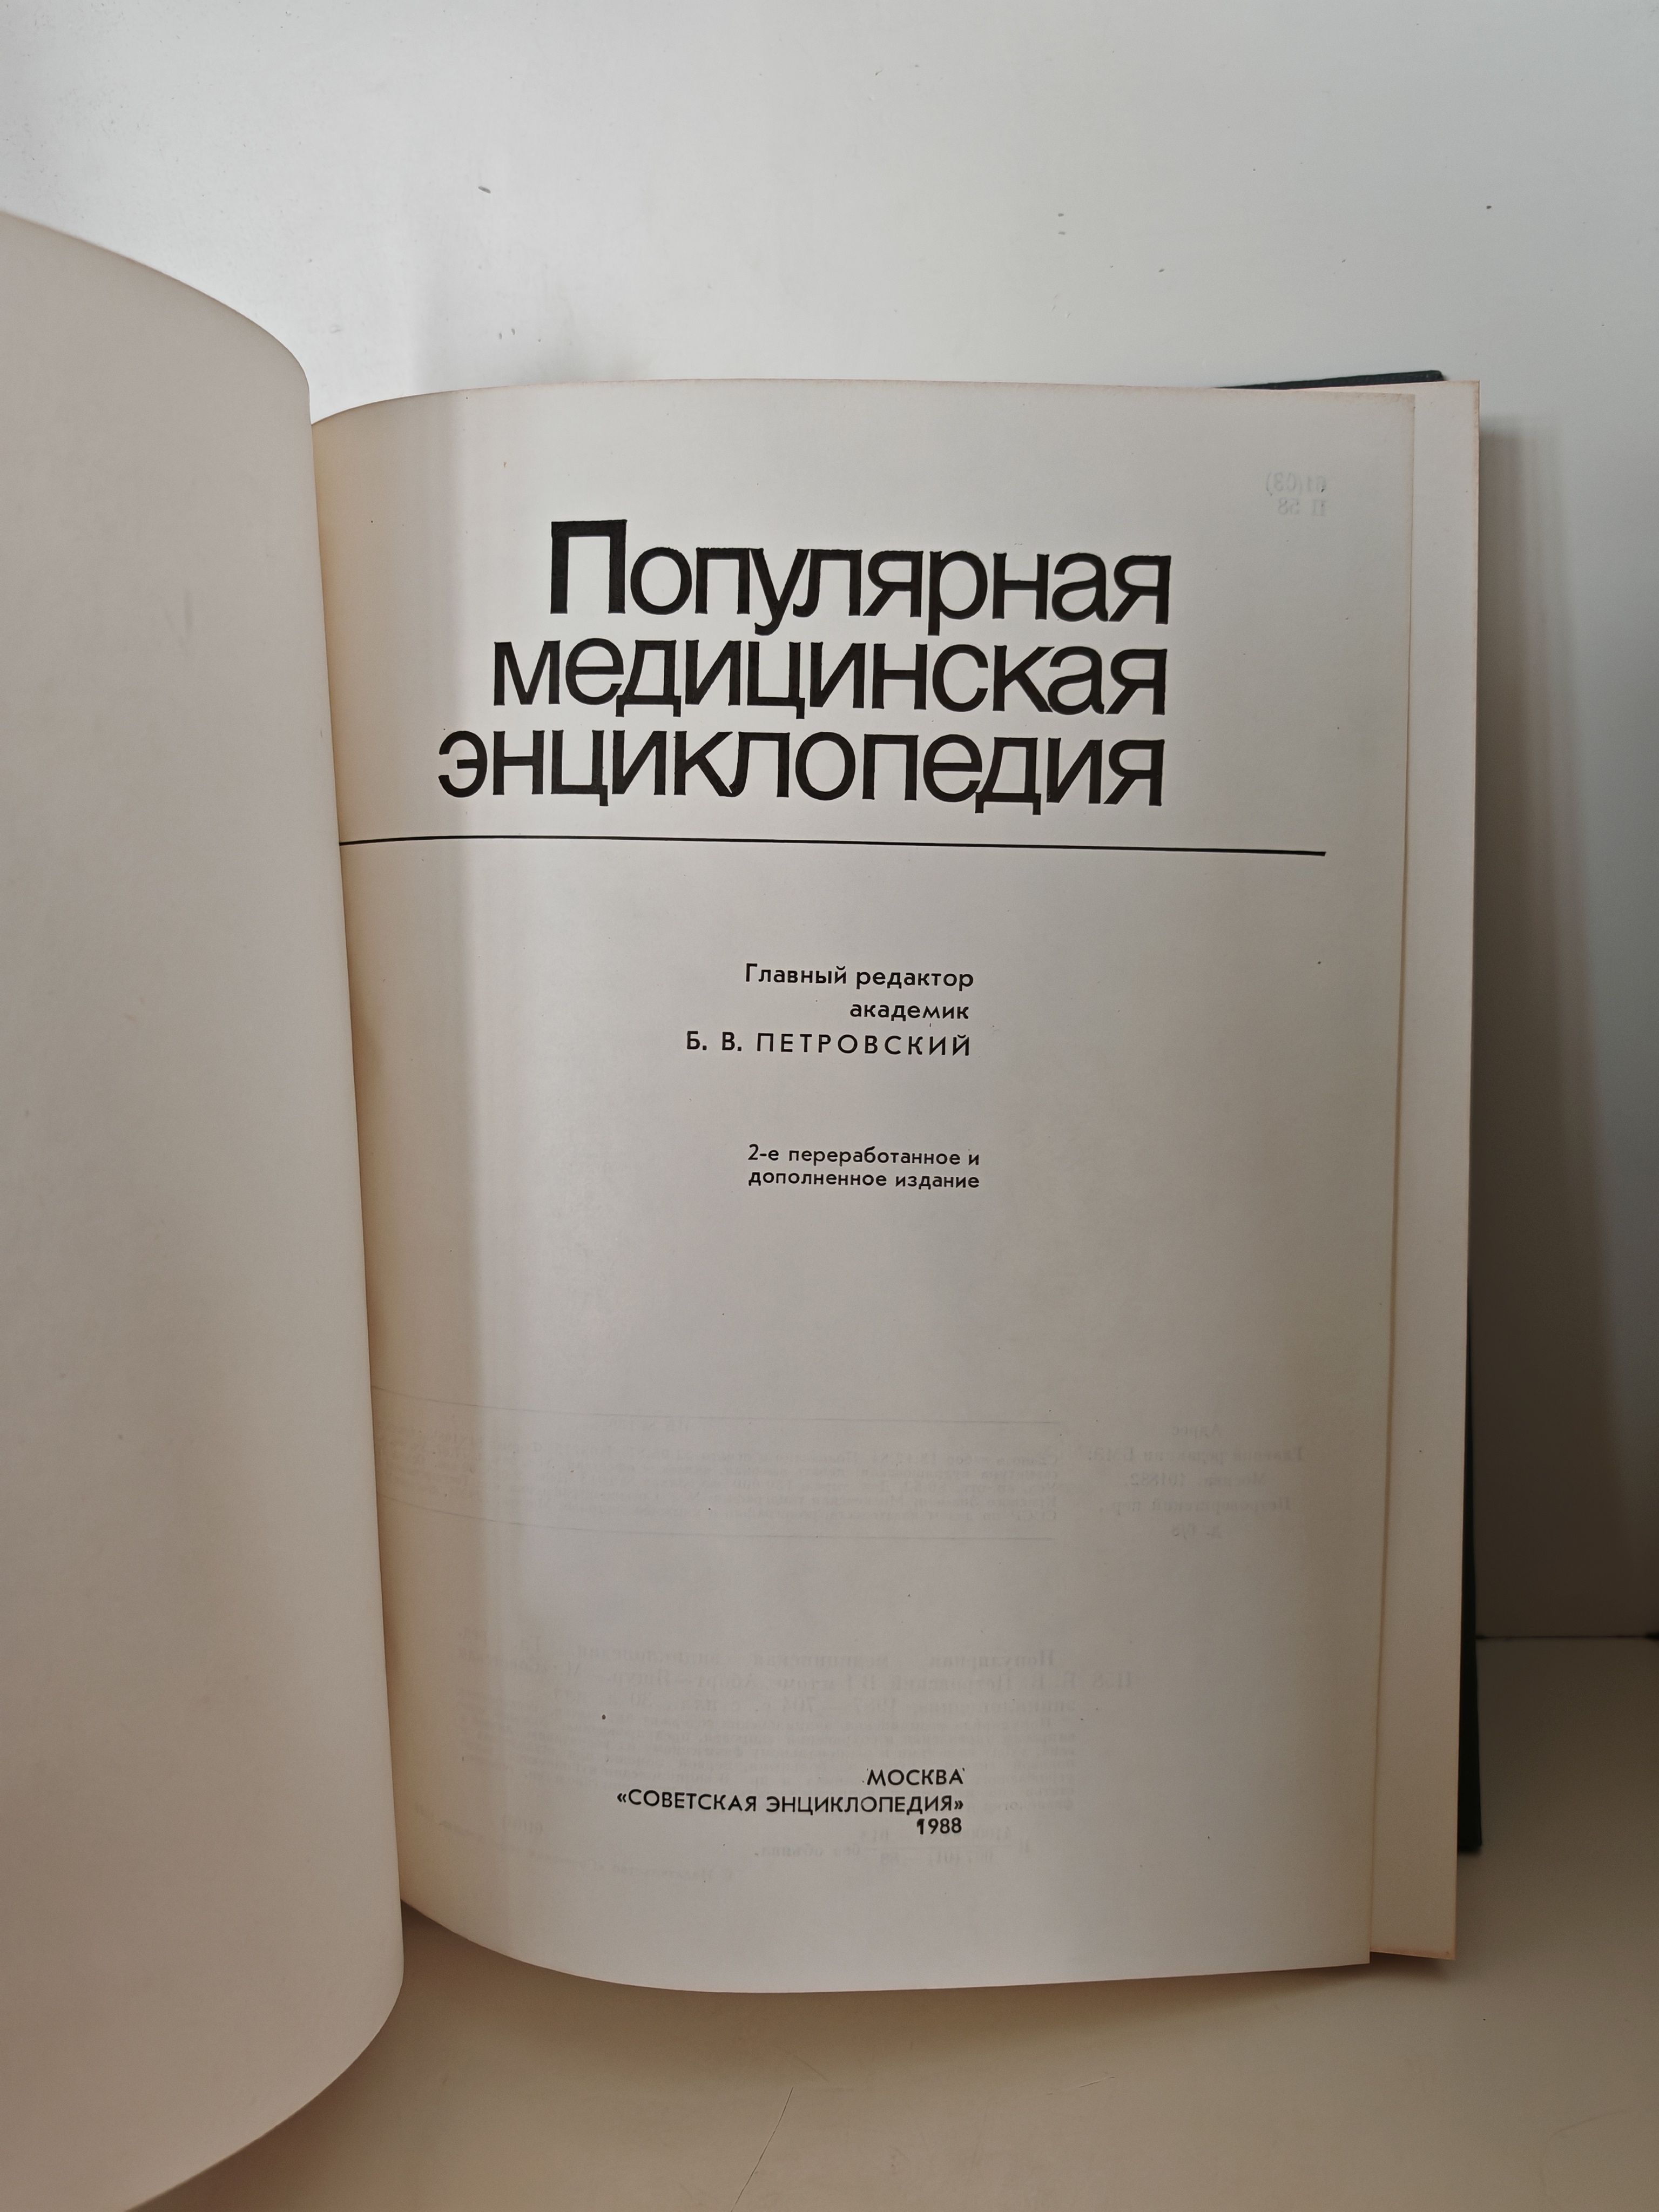 Популярная
медицинская
энциклопедия
Главный редактор
академик
Б. В. ПЕТРОВСКИЙ
2-е переработанное и
дополненное издание
МОСКВА
«СОВЕТСКАЯ ЭНЦИКЛОПЕДИЯ»
1988